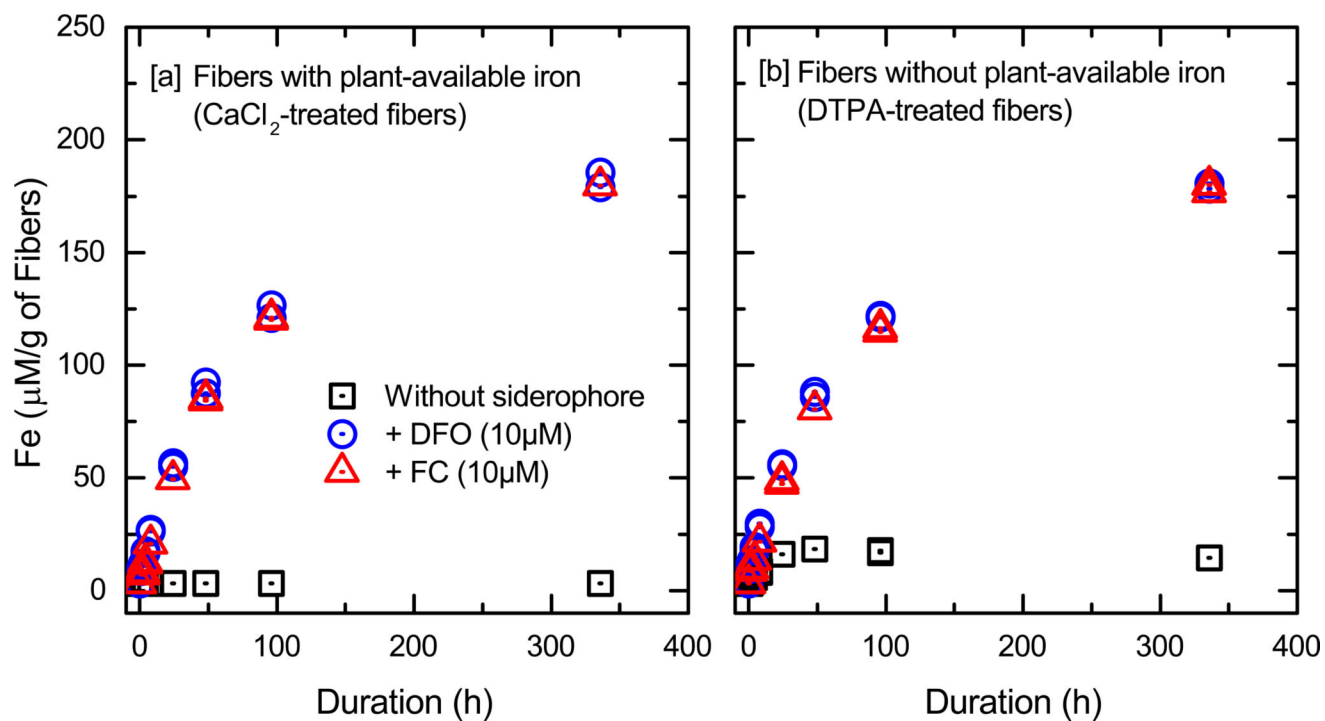 Fe (μM/g of Fibers)
250
200
150
100
50
0
[a] Fibers with plant-available iron
(CaCl₂-treated fibers)
Without siderophore
+ DFO (10μM)
+ FC (10μM)
[b] Fibers without plant-available iron
(DTPA-treated fibers)
0 100 200 300 400
0 100 200 300 400
Duration (h)
Duration (h)